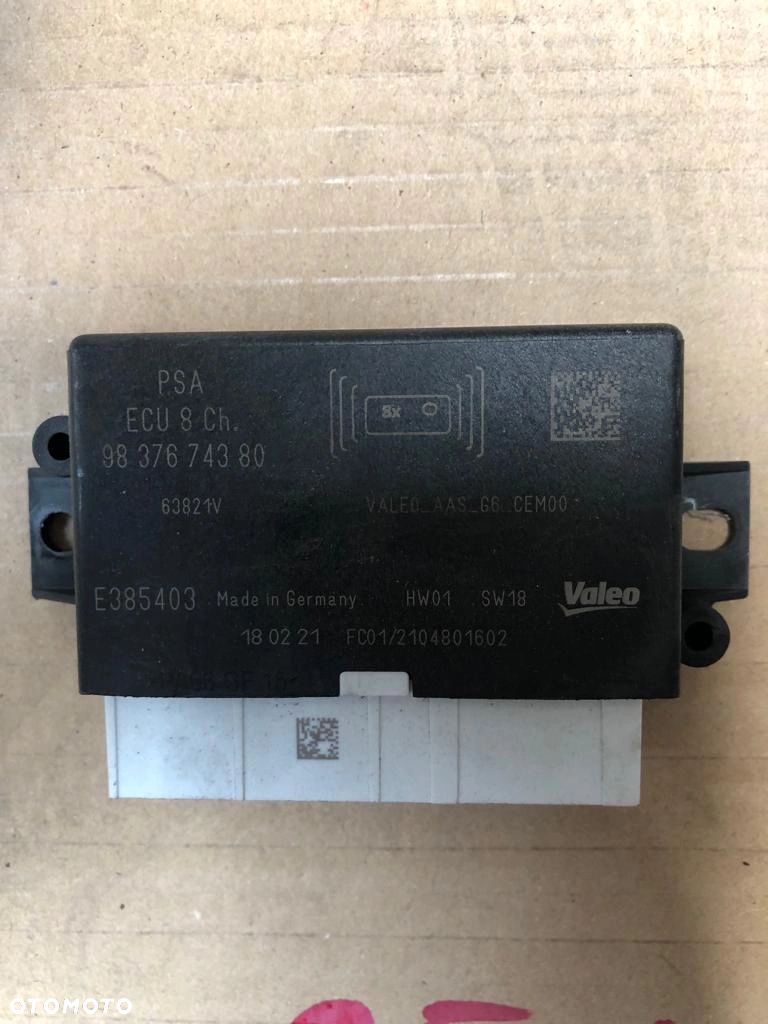 PSA
ECU 8 Ch.
98 376 743 80
8x
63821V VALEO_AAS_G6_CEM00
E385403 Made in Germany HW01 SW18 Valeo
18 02 21 FC01/2104801602
OTOMOTO